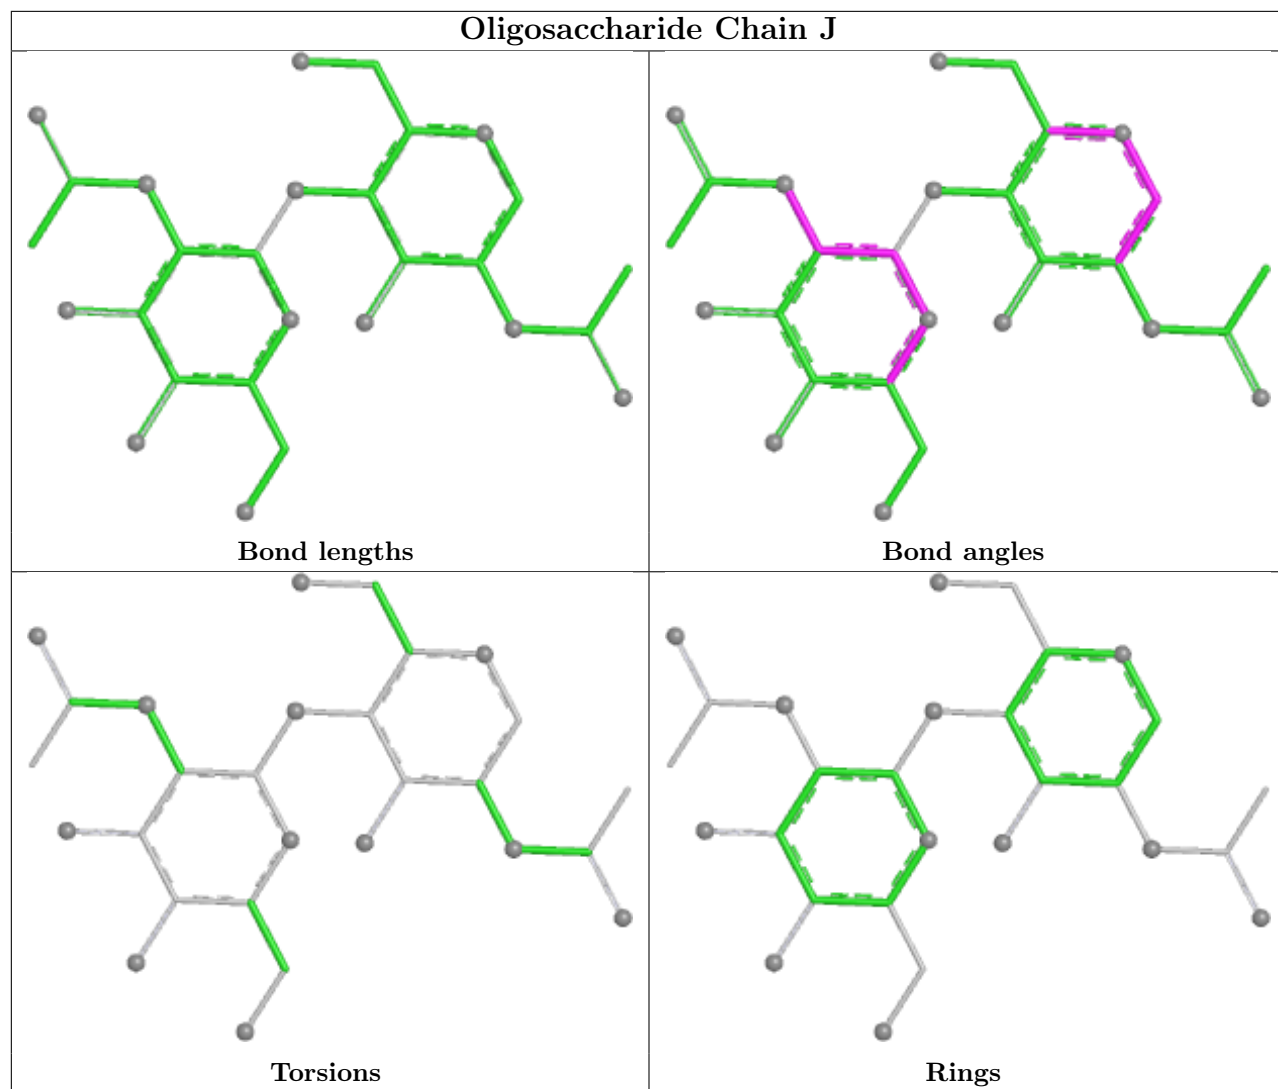 Oligosaccharide Chain J
Bond lengths
Bond angles
Torsions
Rings